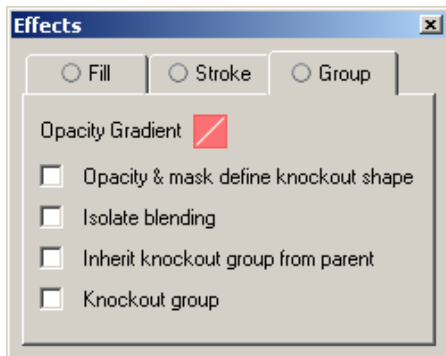 Effects
Fill Stroke Group
Opacity Gradient
Opacity & mask define knockout shape
Isolate blending
Inherit knockout group from parent
Knockout group